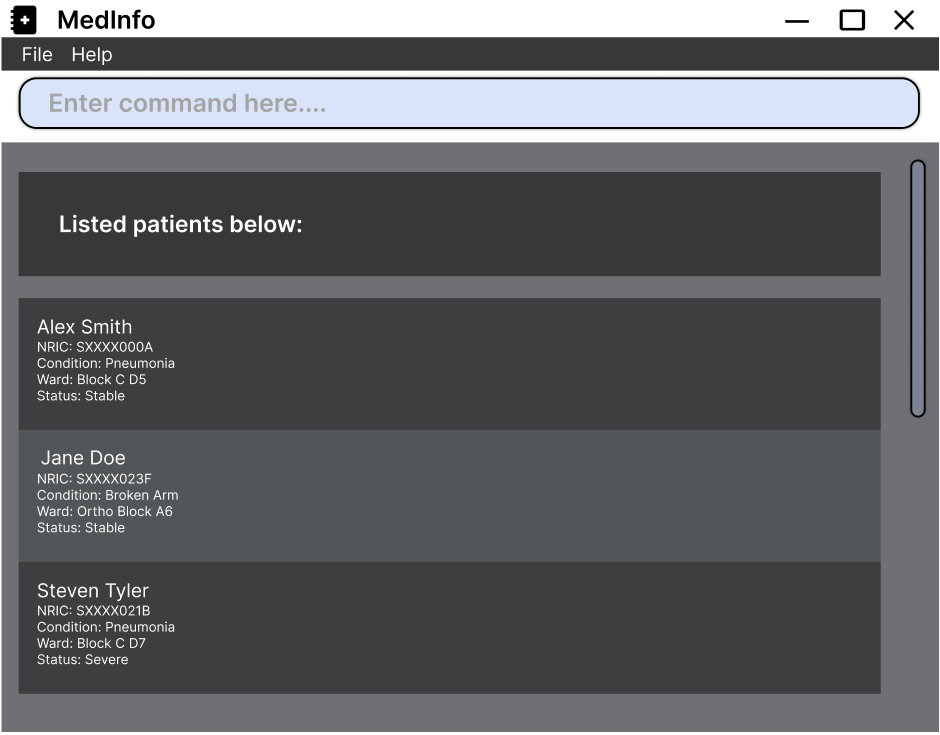 MedInfo
File Help
Enter command here....
Listed patients below:
Alex Smith
NRIC: SXXXX000A
Condition: Pneumonia
Ward: Block C D5
Status: Stable
Jane Doe
NRIC: SXXXX023F
Condition: Broken Arm
Ward: Ortho Block A6
Status: Stable
Steven Tyler
NRIC: SXXXX021B
Condition: Pneumonia
Ward: Block C D7
Status: Severe